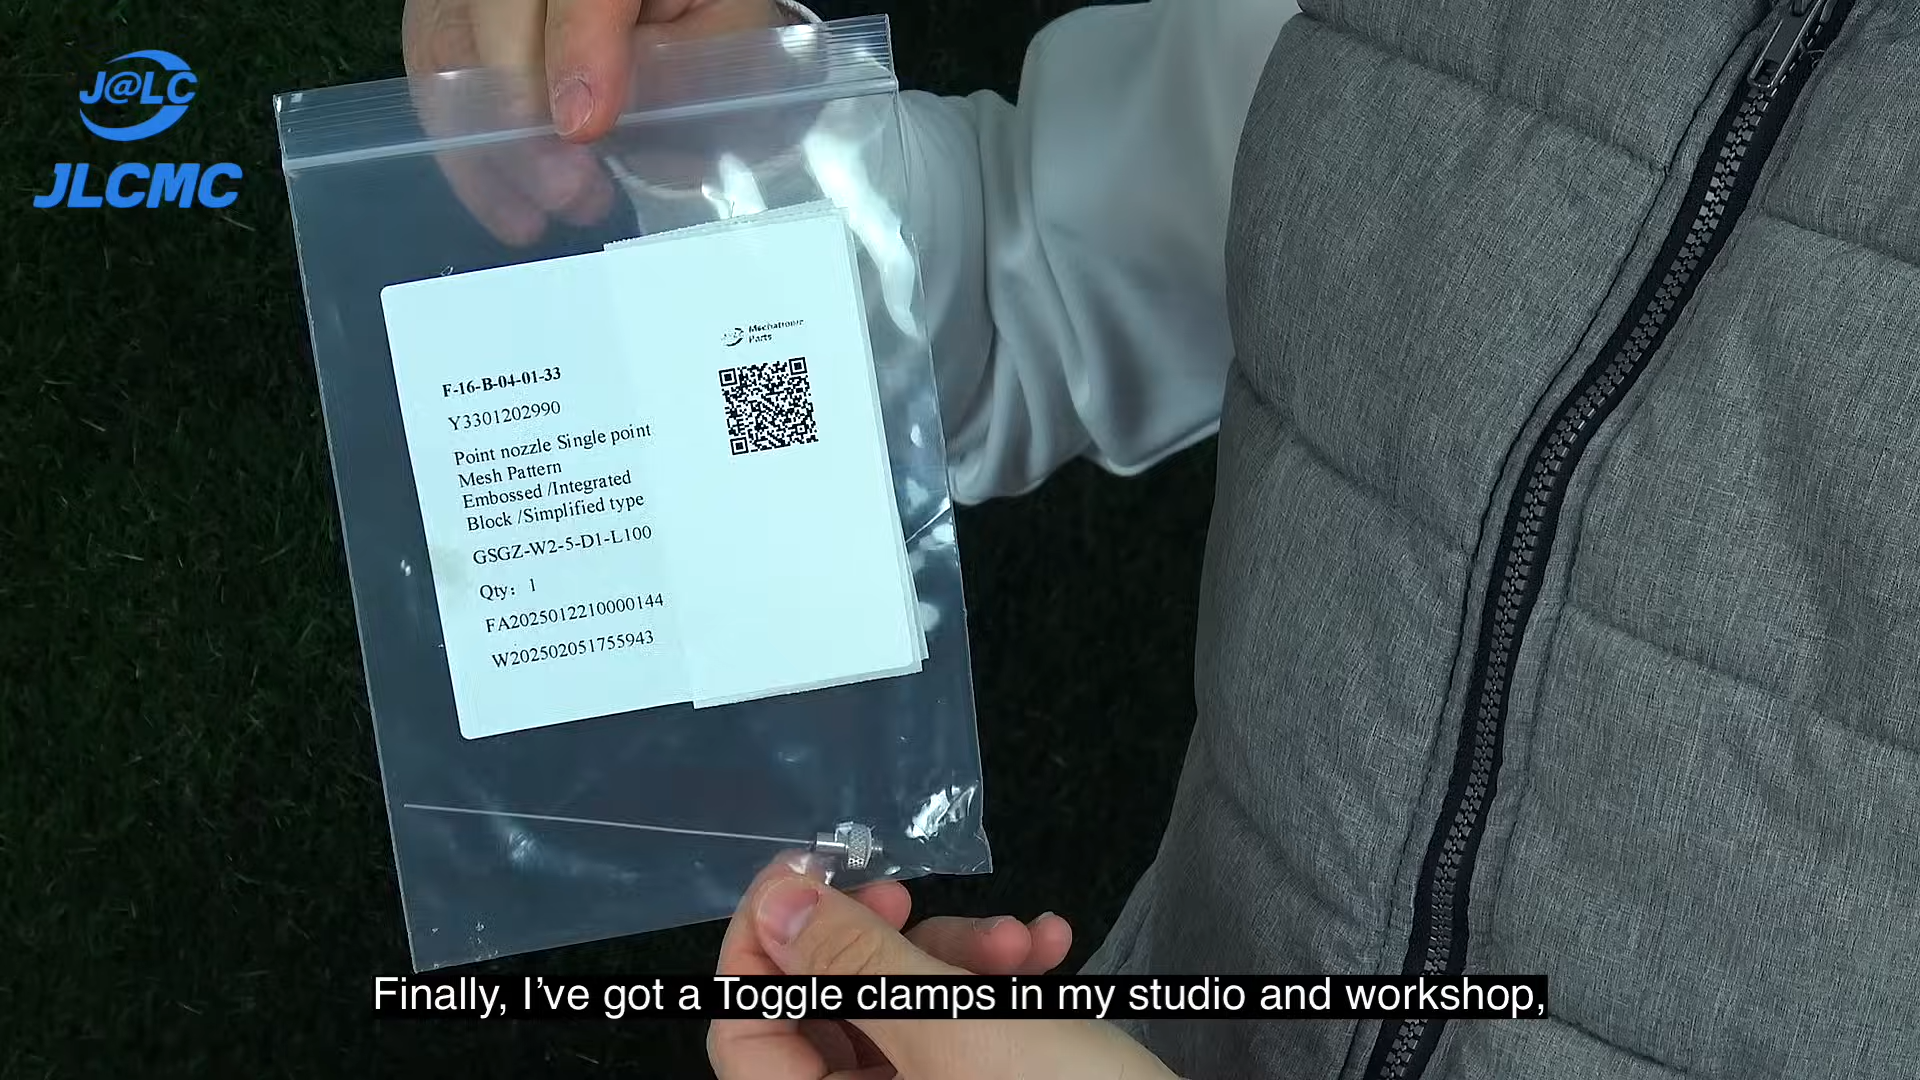 J@LC
JLCMC
Mechatronic
Parts
F-16-B-04-01-33
Y3301202990
Point nozzle Single point
Mesh Pattern
Embossed /Integrated
Block /Simplified type
GSGZ-W2-5-D1-L100
Qty: 1
FA2025012210000144
W202502051755943
Finally, I’ve got a Toggle clamps in my studio and workshop,